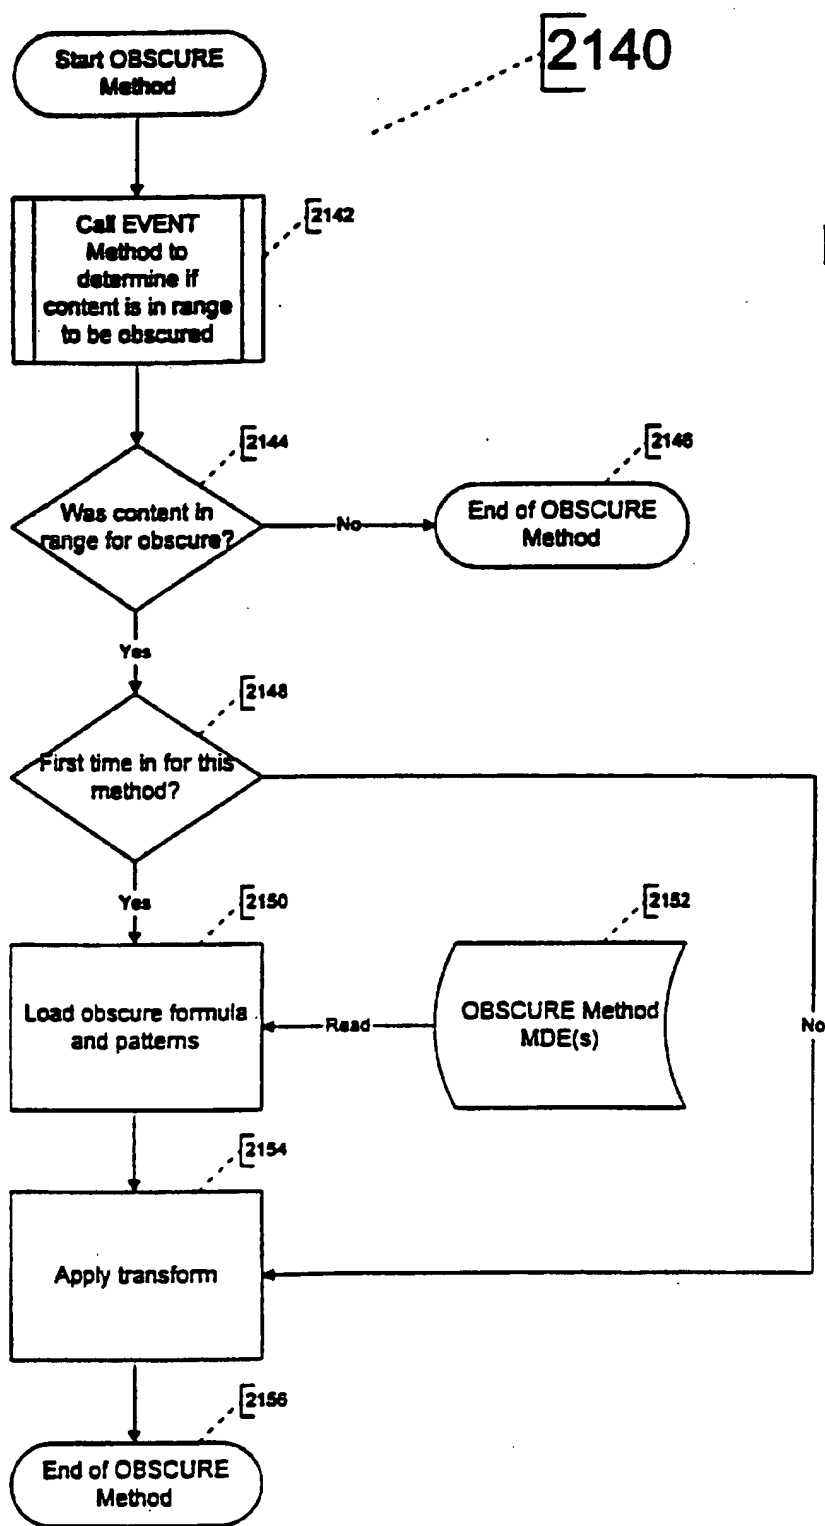 2140
Start OBSCURE
Method
2142
Call EVENT
Method to
determine if
content is in range
to be obscured
2144
Was content in
range for obscure?
No
2146
End of OBSCURE
Method
Yes
2148
First time in for this
method?
Yes
2150
2152
Load obscure formula
and patterns
Read
OBSCURE Method
MDE(s)
No
2154
Apply transform
2156
End of OBSCURE
Method